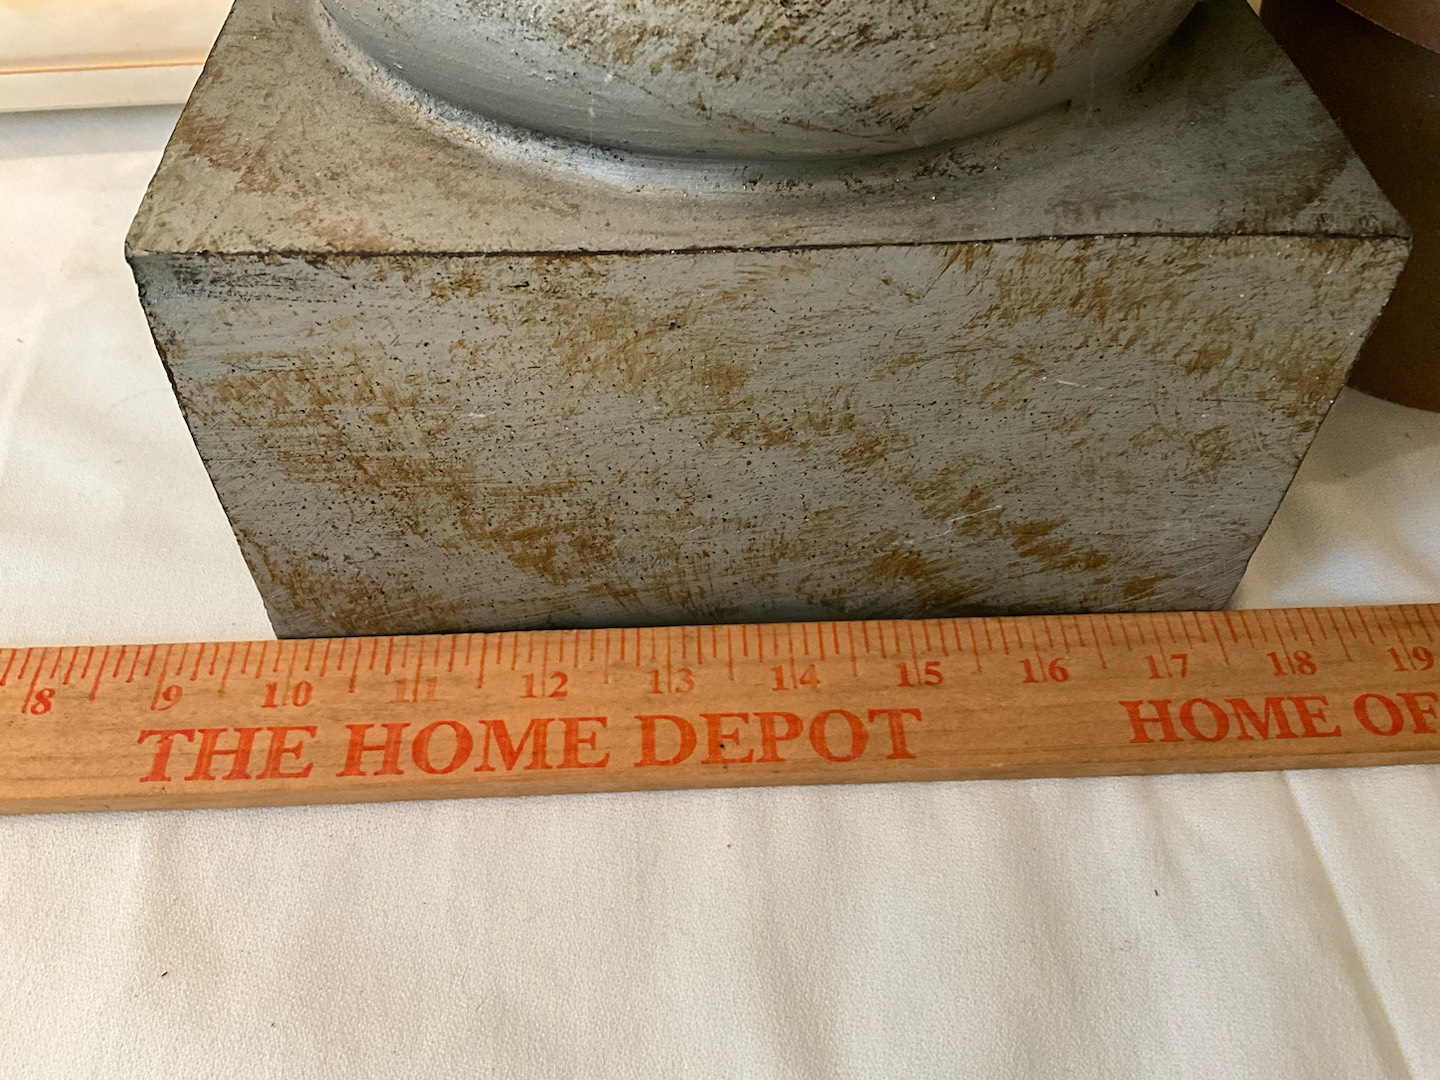 8 9 10 11 12 13 14 15 16 17 18 19
THE HOME DEPOT HOME OF